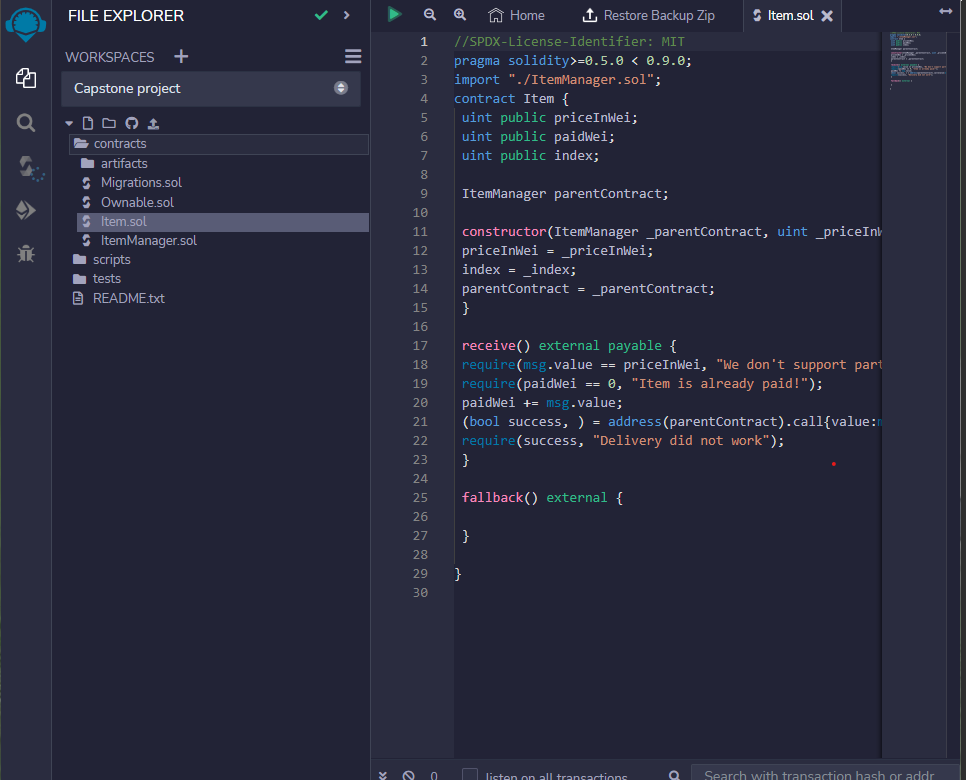 FILE EXPLORER
Home
Restore Backup Zip
Item.sol
WORKSPACES
Capstone project
contracts
artifacts
Migrations.sol
Ownable.sol
Item.sol
ItemManager.sol
scripts
tests
README.txt
1 //SPDX-License-Identifier: MIT
2 pragma solidity>=0.5.0 < 0.9.0;
3 import "./ItemManager.sol";
4 contract Item {
5 uint public priceInWei;
6 uint public paidWei;
7 uint public index;
8
9 ItemManager parentContract;
10
11 constructor(ItemManager _parentContract, uint _priceInW
12 priceInWei = _priceInWei;
13 index = _index;
14 parentContract = _parentContract;
15 }
16
17 receive() external payable {
18 require(msg.value == priceInWei, "We don't support part
19 require(paidWei == 0, "Item is already paid!");
20 paidWei += msg.value;
21 (bool success, ) = address(parentContract).call{value:m
22 require(success, "Delivery did not work");
23 }
24
25 fallback() external {
26
27 }
28
29 }
30
0 listen on all transactions Search with transaction hash or addr